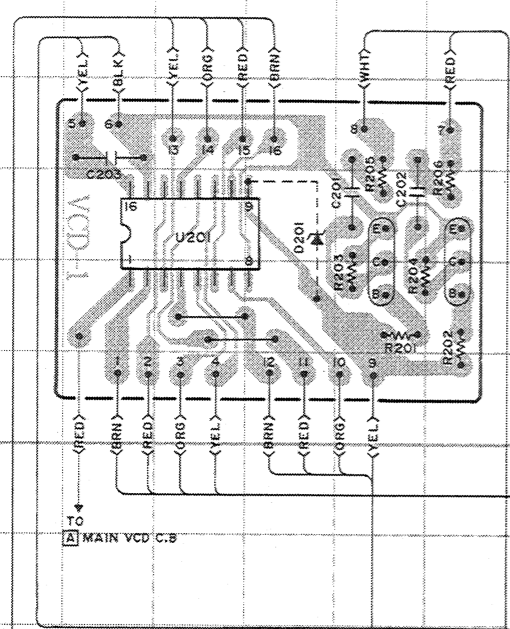 <YEL>
<BLK>
<YEL>
<ORG>
<RED>
<BRN>
<WHT>
<RED>
5
6
13
14
15
16
8
7
C203
C201
R205
C202
R206
16
9
VCD-1
U201
D201
E
E
R203
C
R204
C
1
8
B
B
R201
R202
1
2
3
4
12
11
10
9
<RED>
<BRN>
<RED>
<ORG>
<YEL>
<BRN>
<RED>
<ORG>
<YEL>
TO
A MAIN VCD C.B